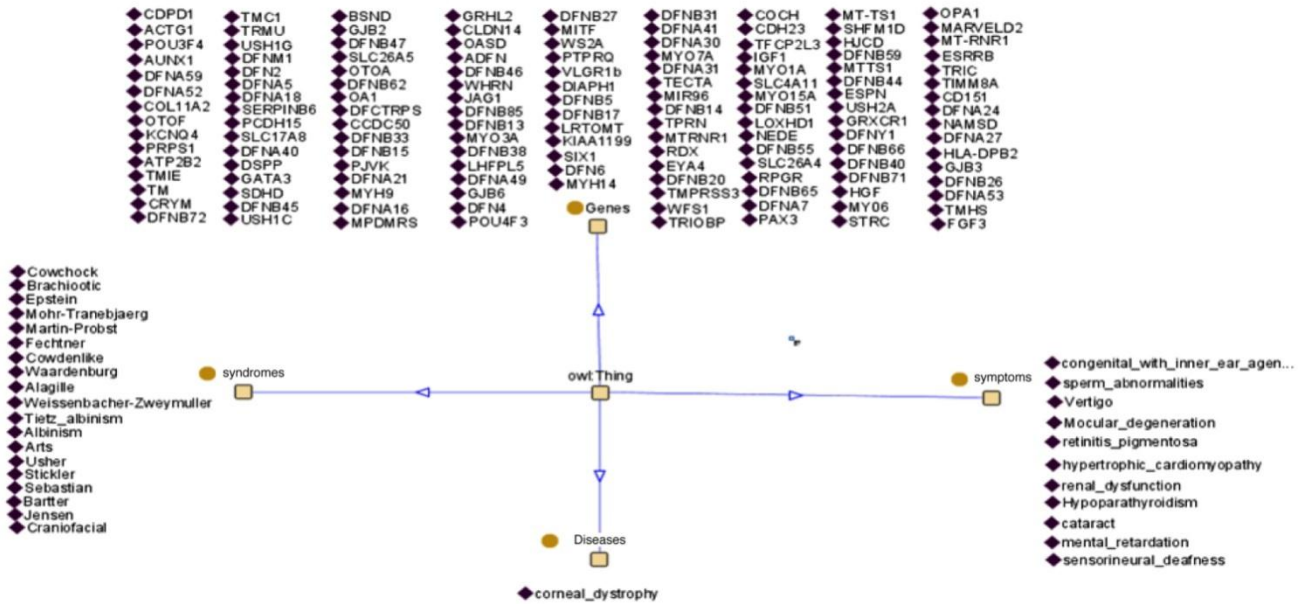 CDPD1
ACTG1
POU3F4
AUNX1
DFNA59
DFNA52
COL11A2
OTOF
KCNQ4
PRPS1
ATP2B2
TMIE
TM
CRYM
DFNB72
TMC1
TRMU
USH1G
DFNM1
DFN2
DFNA5
DFNA18
SERPINB6
PCDH15
SLC17A8
DFNA40
DSPP
GATA3
SDHD
DFNB45
USH1C
BSND
GJB2
DFNB47
SLC26A5
OTOA
DFNB62
OA1
DFCTRPS
CCDC50
DFNB33
DFNB15
PJVK
DFNA21
MYH9
DFNA16
MPDMRS
GRHL2
CLDN14
OASD
ADFN
DFNB46
WHRN
JAG1
DFNB85
DFNB13
MYO3A
DFNB38
LHFPL5
DFNA49
GJB6
DFN4
POU4F3
DFNB27
MITF
WS2A
PTPRQ
VLGR1b
DIAPH1
DFNB5
DFNB17
LRTOMT
KIAA1199
SIX1
DFN6
MYH14
DFNB31
DFNA41
DFNA30
MYO7A
DFNA31
TECTA
MIR96
DFNB14
TPRN
MTRNR1
RDX
EYA4
DFNB20
TMPRSS3
WFS1
TRIOBP
COCH
CDH23
TFCP2L3
IGF1
MYO1A
SLC4A11
MYO15A
DFNB51
LOXHD1
NEDE
DFNB55
SLC26A4
RPGR
DFNB65
DFNA7
PAX3
MT-TS1
SHFM1D
HJCD
DFNB59
MTTS1
DFNB44
ESPN
USH2A
GRXCR1
DFNY1
DFNB66
DFNB40
DFNB71
HGF
MY06
STRC
OPA1
MARVELD2
MT-RNR1
ESRRB
TRIC
TIMM8A
CD151
DFNA24
NAMSD
DFNA27
HLA-DPB2
GJB3
DFNB26
DFNA53
TMHS
FGF3
Genes
Cowchock
Brachiootic
Epstein
Mohr-Tranebjaerg
Martin-Probst
Fechtner
Cowdenlike
Waardenburg
Alagille
Weissenbacher-Zweymuller
Tietz_albinism
Albinism
Arts
Usher
Stickler
Sebastian
Bartter
Jensen
Craniofacial
syndromes
owl:Thing
symptoms
congenital_with_inner_ear_agen...
sperm_abnormalities
Vertigo
Mocular_degeneration
retinitis_pigmentosa
hypertrophic_cardiomyopathy
renal_dysfunction
Hypoparathyroidism
cataract
mental_retardation
sensorineural_deafness
Diseases
corneal_dystrophy